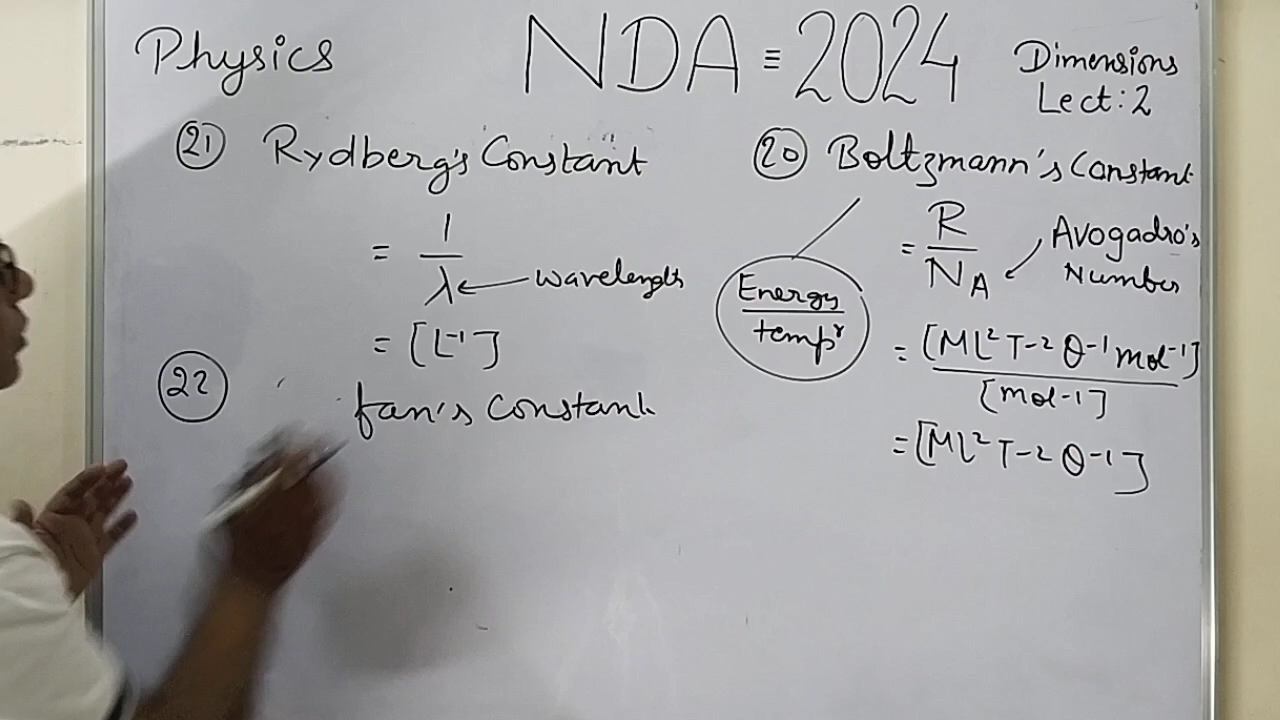 Physics
NDA ≡ 2024
Dimensions
Lect: 2
21 Rydberg's Constant
= 1/λ ← wavelength
= [L⁻¹]
22 fan's Constant
20 Boltzmann's Constant
= R/N_A Avogadro's Number
Energy/tempʳ
= [ML²T⁻²θ⁻¹mol⁻¹]
[mol⁻¹]
= [ML²T⁻²θ⁻¹]